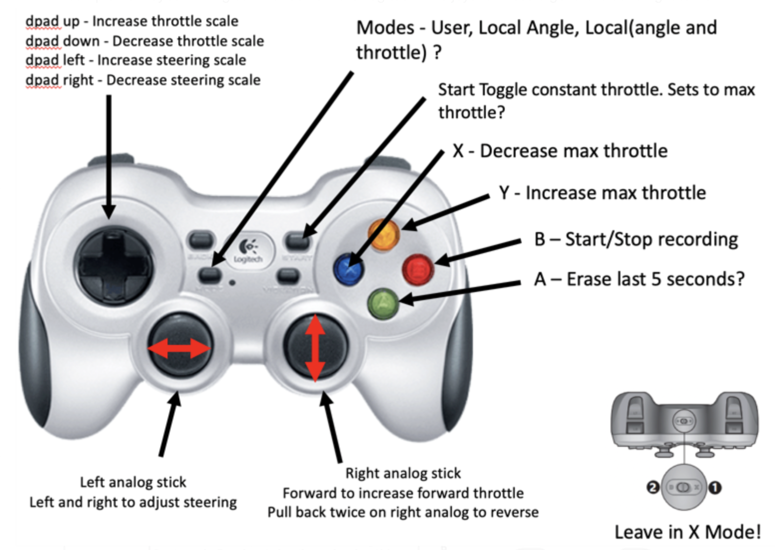 dpad up - Increase throttle scale
dpad down - Decrease throttle scale
dpad left - Increase steering scale
dpad right - Decrease steering scale
Modes - User, Local Angle, Local(angle and
throttle) ?
Start Toggle constant throttle. Sets to max
throttle?
X - Decrease max throttle
Y - Increase max throttle
B – Start/Stop recording
A – Erase last 5 seconds?
BACK
Logitech
START
X
B
A
Left analog stick
Left and right to adjust steering
Right analog stick
Forward to increase forward throttle
Pull back twice on right analog to reverse
2
1
Leave in X Mode!